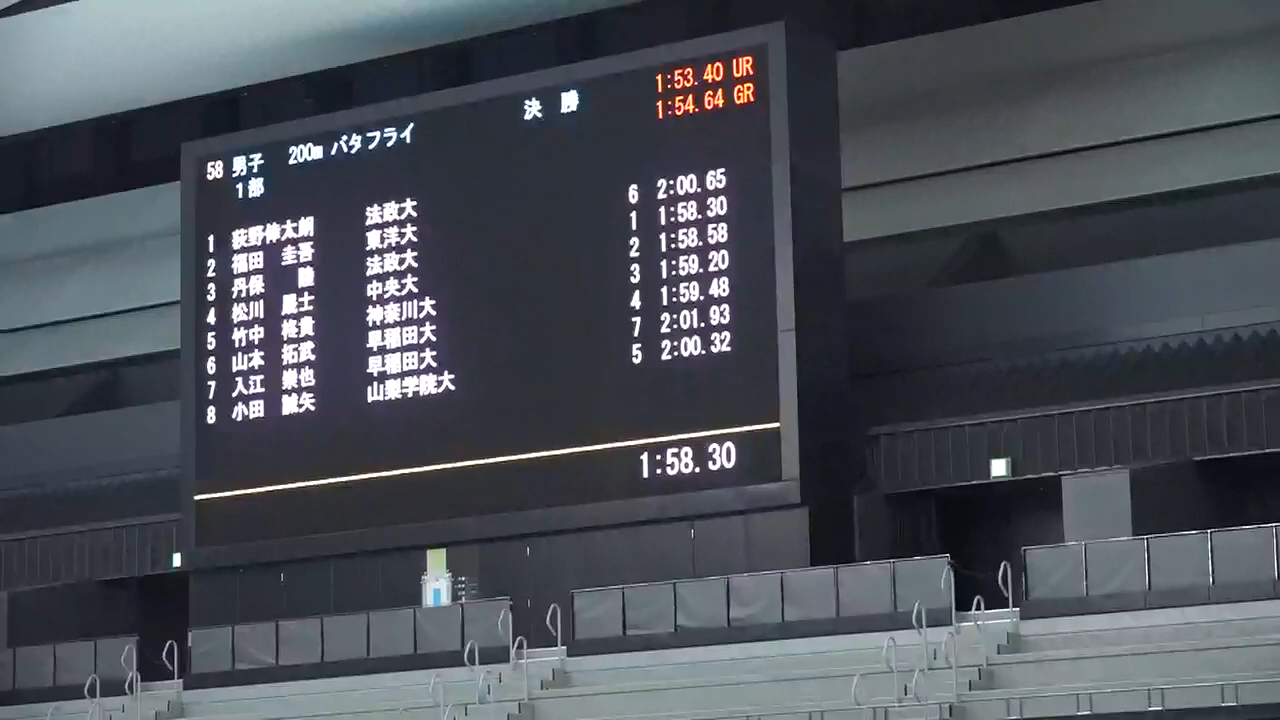 決 勝 1:53.40 UR
1:54.64 GR
58 男子 200m バタフライ
1部
1 荻野 太朗 法政大
2 福田 圭吾 東洋大 6 2:00.65
3 丹保 陸 法政大 1 1:58.30
4 松川 士 中央大 2 1:58.58
5 竹中 柊貴 神奈川大 3 1:59.20
6 山本 拓武 早稲田大 4 1:59.48
7 入江 崇也 早稲田大 7 2:01.93
8 小田 誠矢 山梨学院大 5 2:00.32
1:58.30